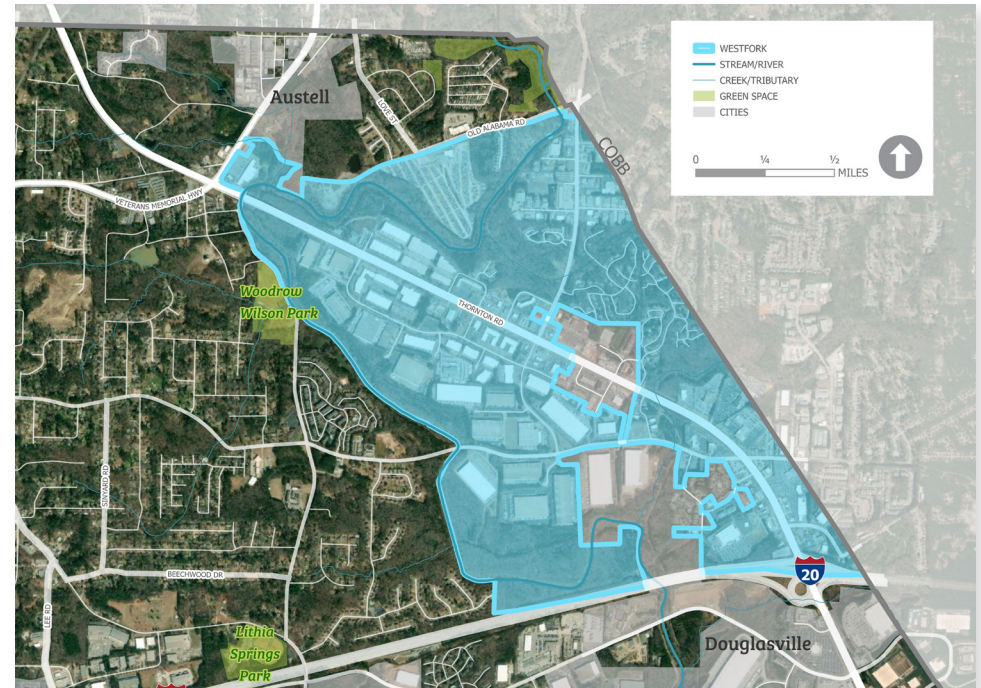 WESTFORK
STREAM/RIVER
CREEK/TRIBUTARY
GREEN SPACE
CITIES
0 ¼ ½
MILES
Austell
LOVE ST
OLD ALABAMA RD
COBB
VETERANS MEMORIAL HWY
Woodrow
Wilson Park
THORNTON RD
SINYARD RD
BEECHWOOD DR
20
LEE RD
Lithia
Springs
Park
Douglasville